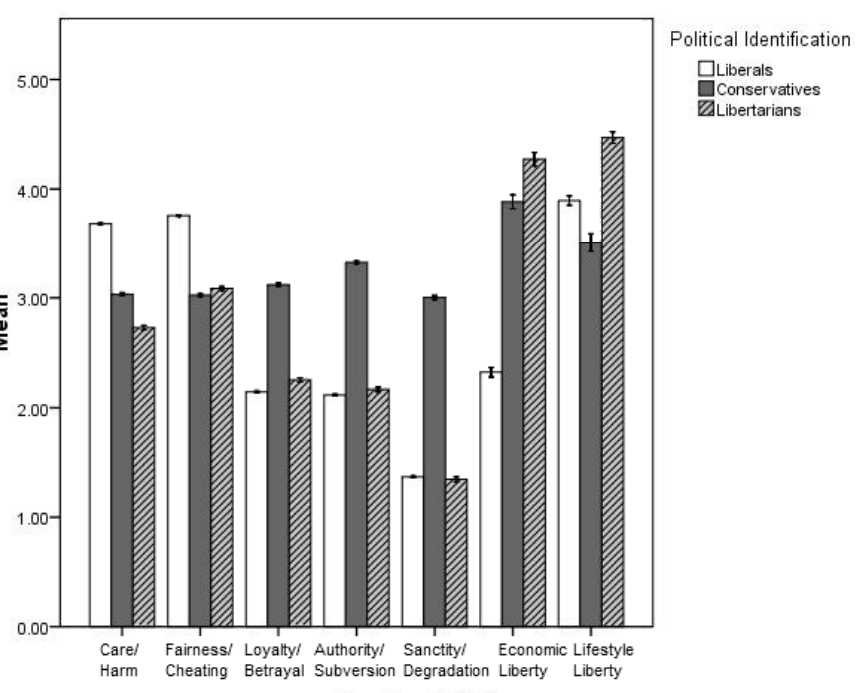 Political Identification
Liberals
Conservatives
Libertarians
5.00
4.00
3.00
2.00
1.00
0.00
Mean
Care/ Fairness/ Loyalty/ Authority/ Sanctity/ Economic Lifestyle
Harm Cheating Betrayal Subversion Degradation Liberty Liberty